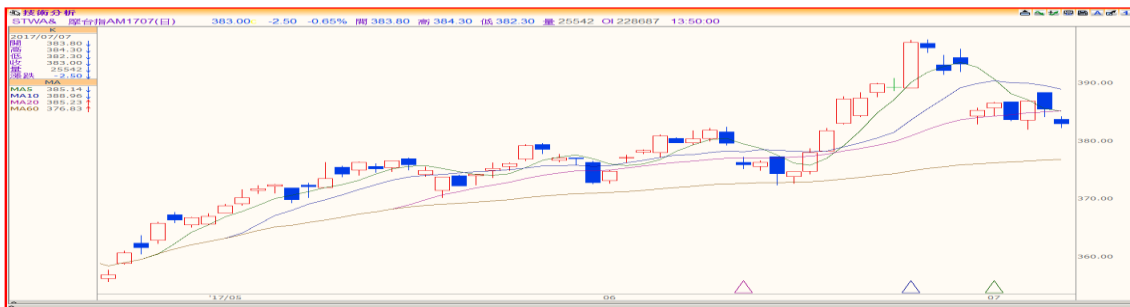 技術分析
STWA& 摩台指AM1707(日) 383.00 -2.50 -0.65% 開 383.80 高 384.30 低 382.30 量 25542 OI 228687 13:50:00
K
2017/07/07
開 383.80↓
高 384.30↓
低 382.30↓
收 383.00↓
量 25542↓
漲跌 -2.50↓
MA
MA5 385.14↓
MA10 388.96↓
MA20 385.23↑
MA60 376.83↑
390.00
380.00
370.00
360.00
'17/05 06 07